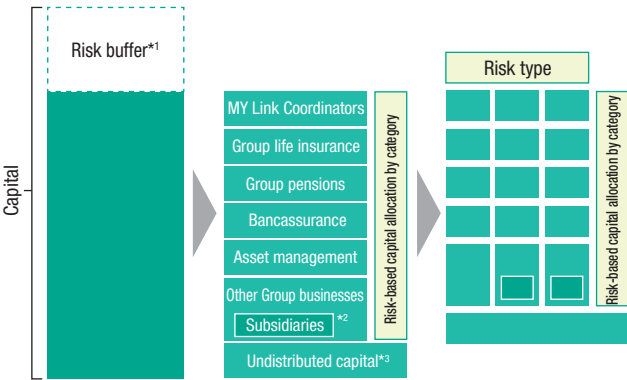 Capital
Risk buffer*1
MY Link Coordinators
Group life insurance
Group pensions
Bancassurance
Asset management
Other Group businesses
Subsidiaries *2
Undistributed capital*3
Risk-based capital allocation by category
Risk type
Risk-based capital allocation by category